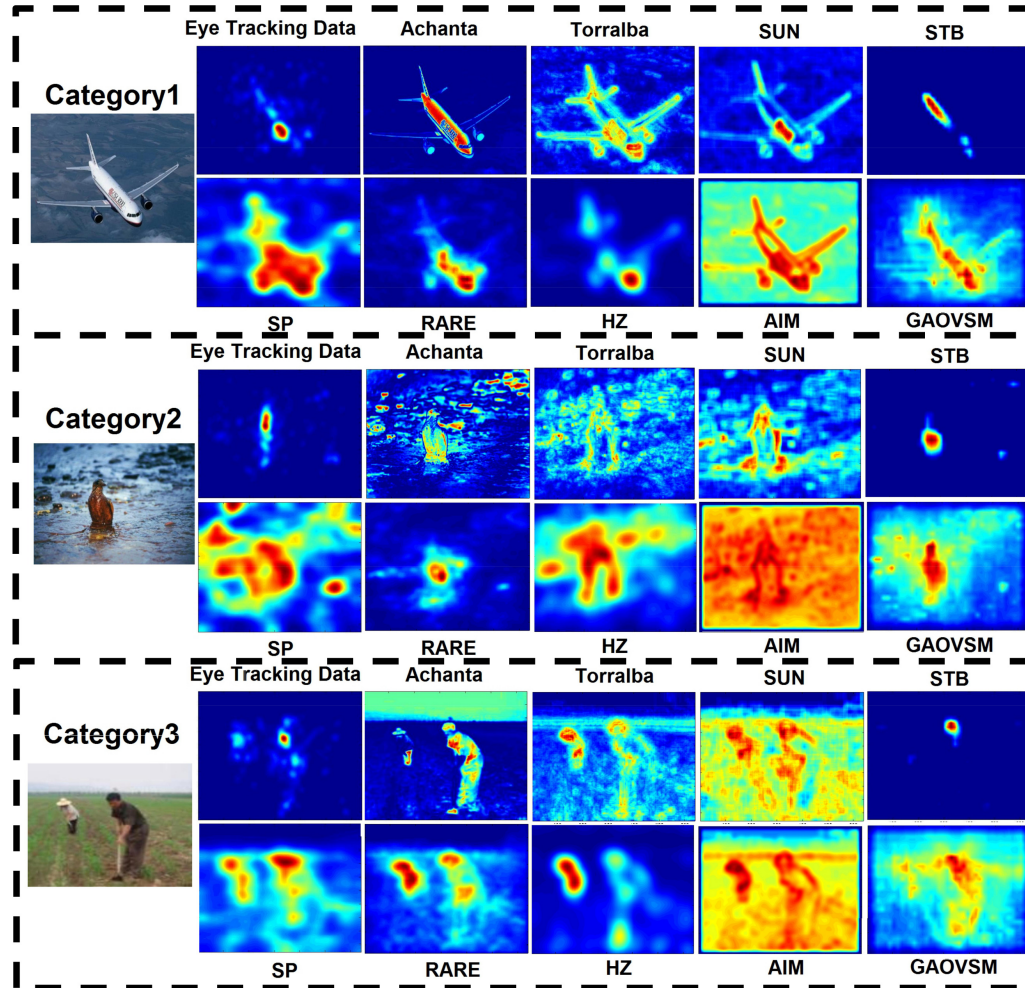 Eye Tracking Data Achanta Torralba SUN STB
Category1
SP RARE HZ AIM GAOVSM
Eye Tracking Data Achanta Torralba SUN STB
Category2
SP RARE HZ AIM GAOVSM
Eye Tracking Data Achanta Torralba SUN STB
Category3
SP RARE HZ AIM GAOVSM